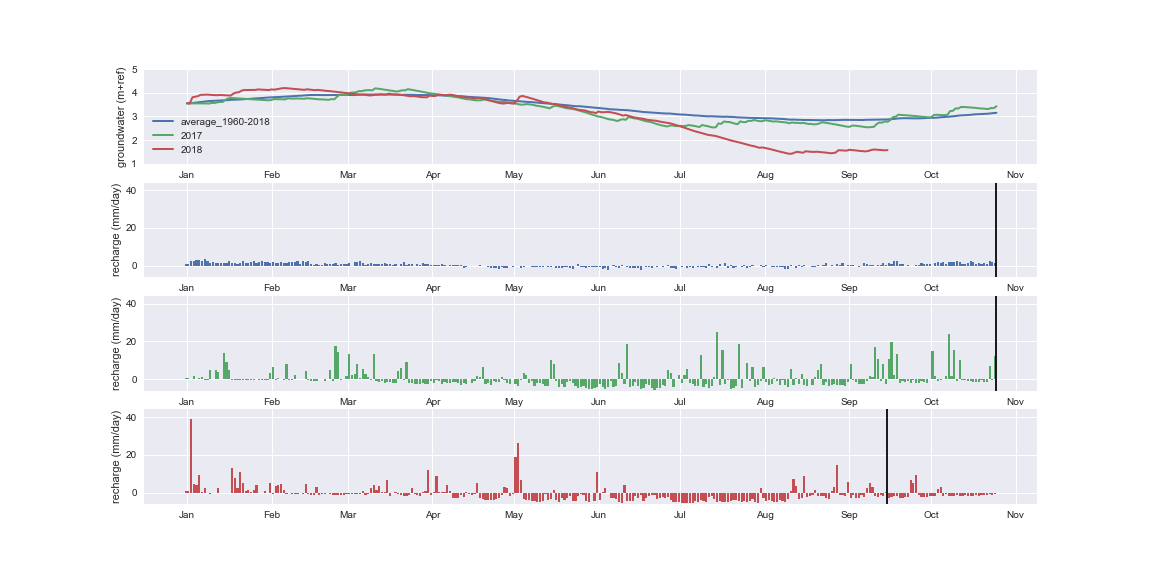 groundwater (m+ref)
5
4
3
2
1
average_1960-2018
2017
2018
Jan Feb Mar Apr May Jun Jul Aug Sep Oct Nov
recharge (mm/day)
40
20
0
Jan Feb Mar Apr May Jun Jul Aug Sep Oct Nov
recharge (mm/day)
40
20
0
Jan Feb Mar Apr May Jun Jul Aug Sep Oct Nov
recharge (mm/day)
40
20
0
Jan Feb Mar Apr May Jun Jul Aug Sep Oct Nov